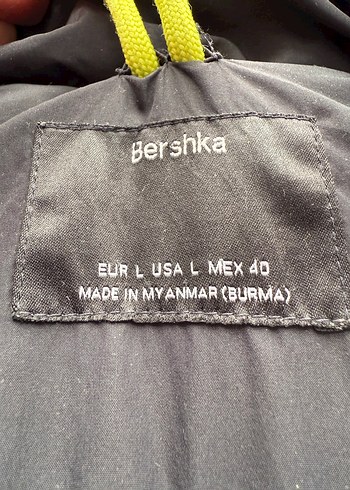 Bershka
EUR L USA L MEX 40
MADE IN MYANMAR (BURMA)